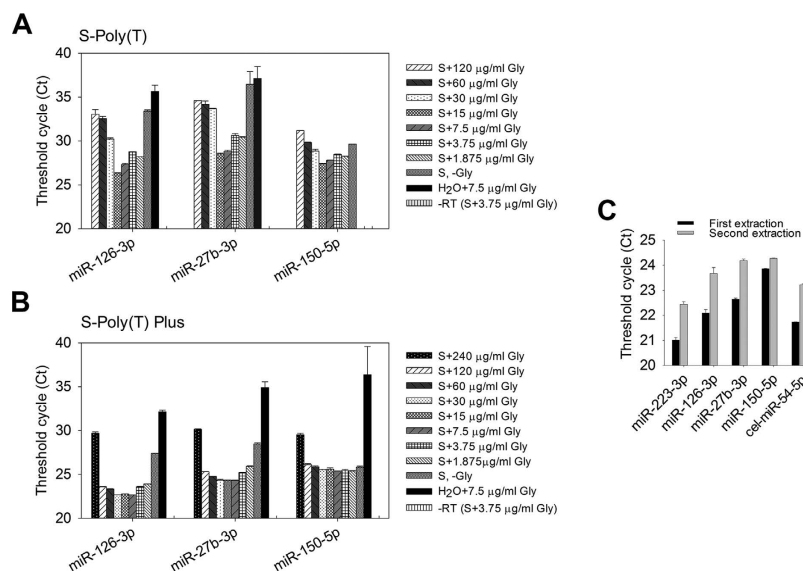 A
S-Poly(T)
Threshold cycle (Ct)
40
35
30
25
20
miR-126-3p
miR-27b-3p
miR-150-5p
S+120 μg/ml Gly
S+60 μg/ml Gly
S+30 μg/ml Gly
S+15 μg/ml Gly
S+7.5 μg/ml Gly
S+3.75 μg/ml Gly
S+1.875 μg/ml Gly
S, -Gly
H2O+7.5 μg/ml Gly
-RT (S+3.75 μg/ml Gly)
B
S-Poly(T) Plus
Threshold cycle (Ct)
40
35
30
25
20
miR-126-3p
miR-27b-3p
miR-150-5p
S+240 μg/ml Gly
S+120 μg/ml Gly
S+60 μg/ml Gly
S+30 μg/ml Gly
S+15 μg/ml Gly
S+7.5 μg/ml Gly
S+3.75 μg/ml Gly
S+1.875μg/ml Gly
S, -Gly
H2O+7.5 μg/ml Gly
-RT (S+3.75 μg/ml Gly)
C
First extraction
Second extraction
Threshold cycle (Ct)
25
24
23
22
21
20
miR-223-3p
miR-126-3p
miR-27b-3p
miR-150-5p
cel-miR-54-5p